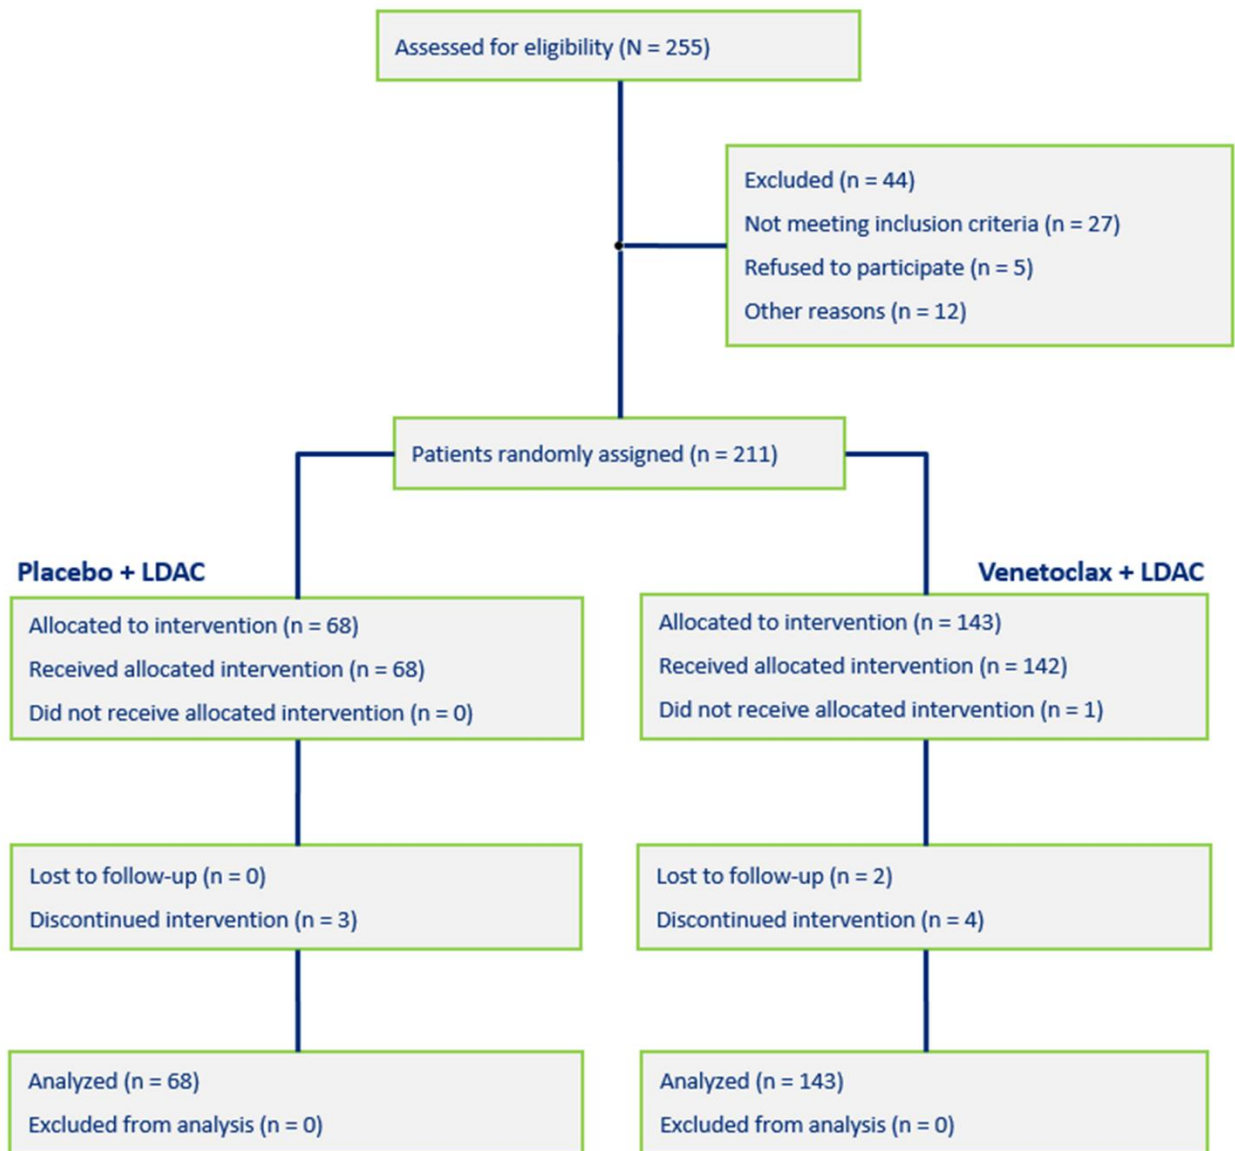 Assessed for eligibility (N = 255)
Excluded (n = 44)
Not meeting inclusion criteria (n = 27)
Refused to participate (n = 5)
Other reasons (n = 12)
Patients randomly assigned (n = 211)
Placebo + LDAC
Allocated to intervention (n = 68)
Received allocated intervention (n = 68)
Did not receive allocated intervention (n = 0)
Lost to follow-up (n = 0)
Discontinued intervention (n = 3)
Analyzed (n = 68)
Excluded from analysis (n = 0)
Venetoclax + LDAC
Allocated to intervention (n = 143)
Received allocated intervention (n = 142)
Did not receive allocated intervention (n = 1)
Lost to follow-up (n = 2)
Discontinued intervention (n = 4)
Analyzed (n = 143)
Excluded from analysis (n = 0)